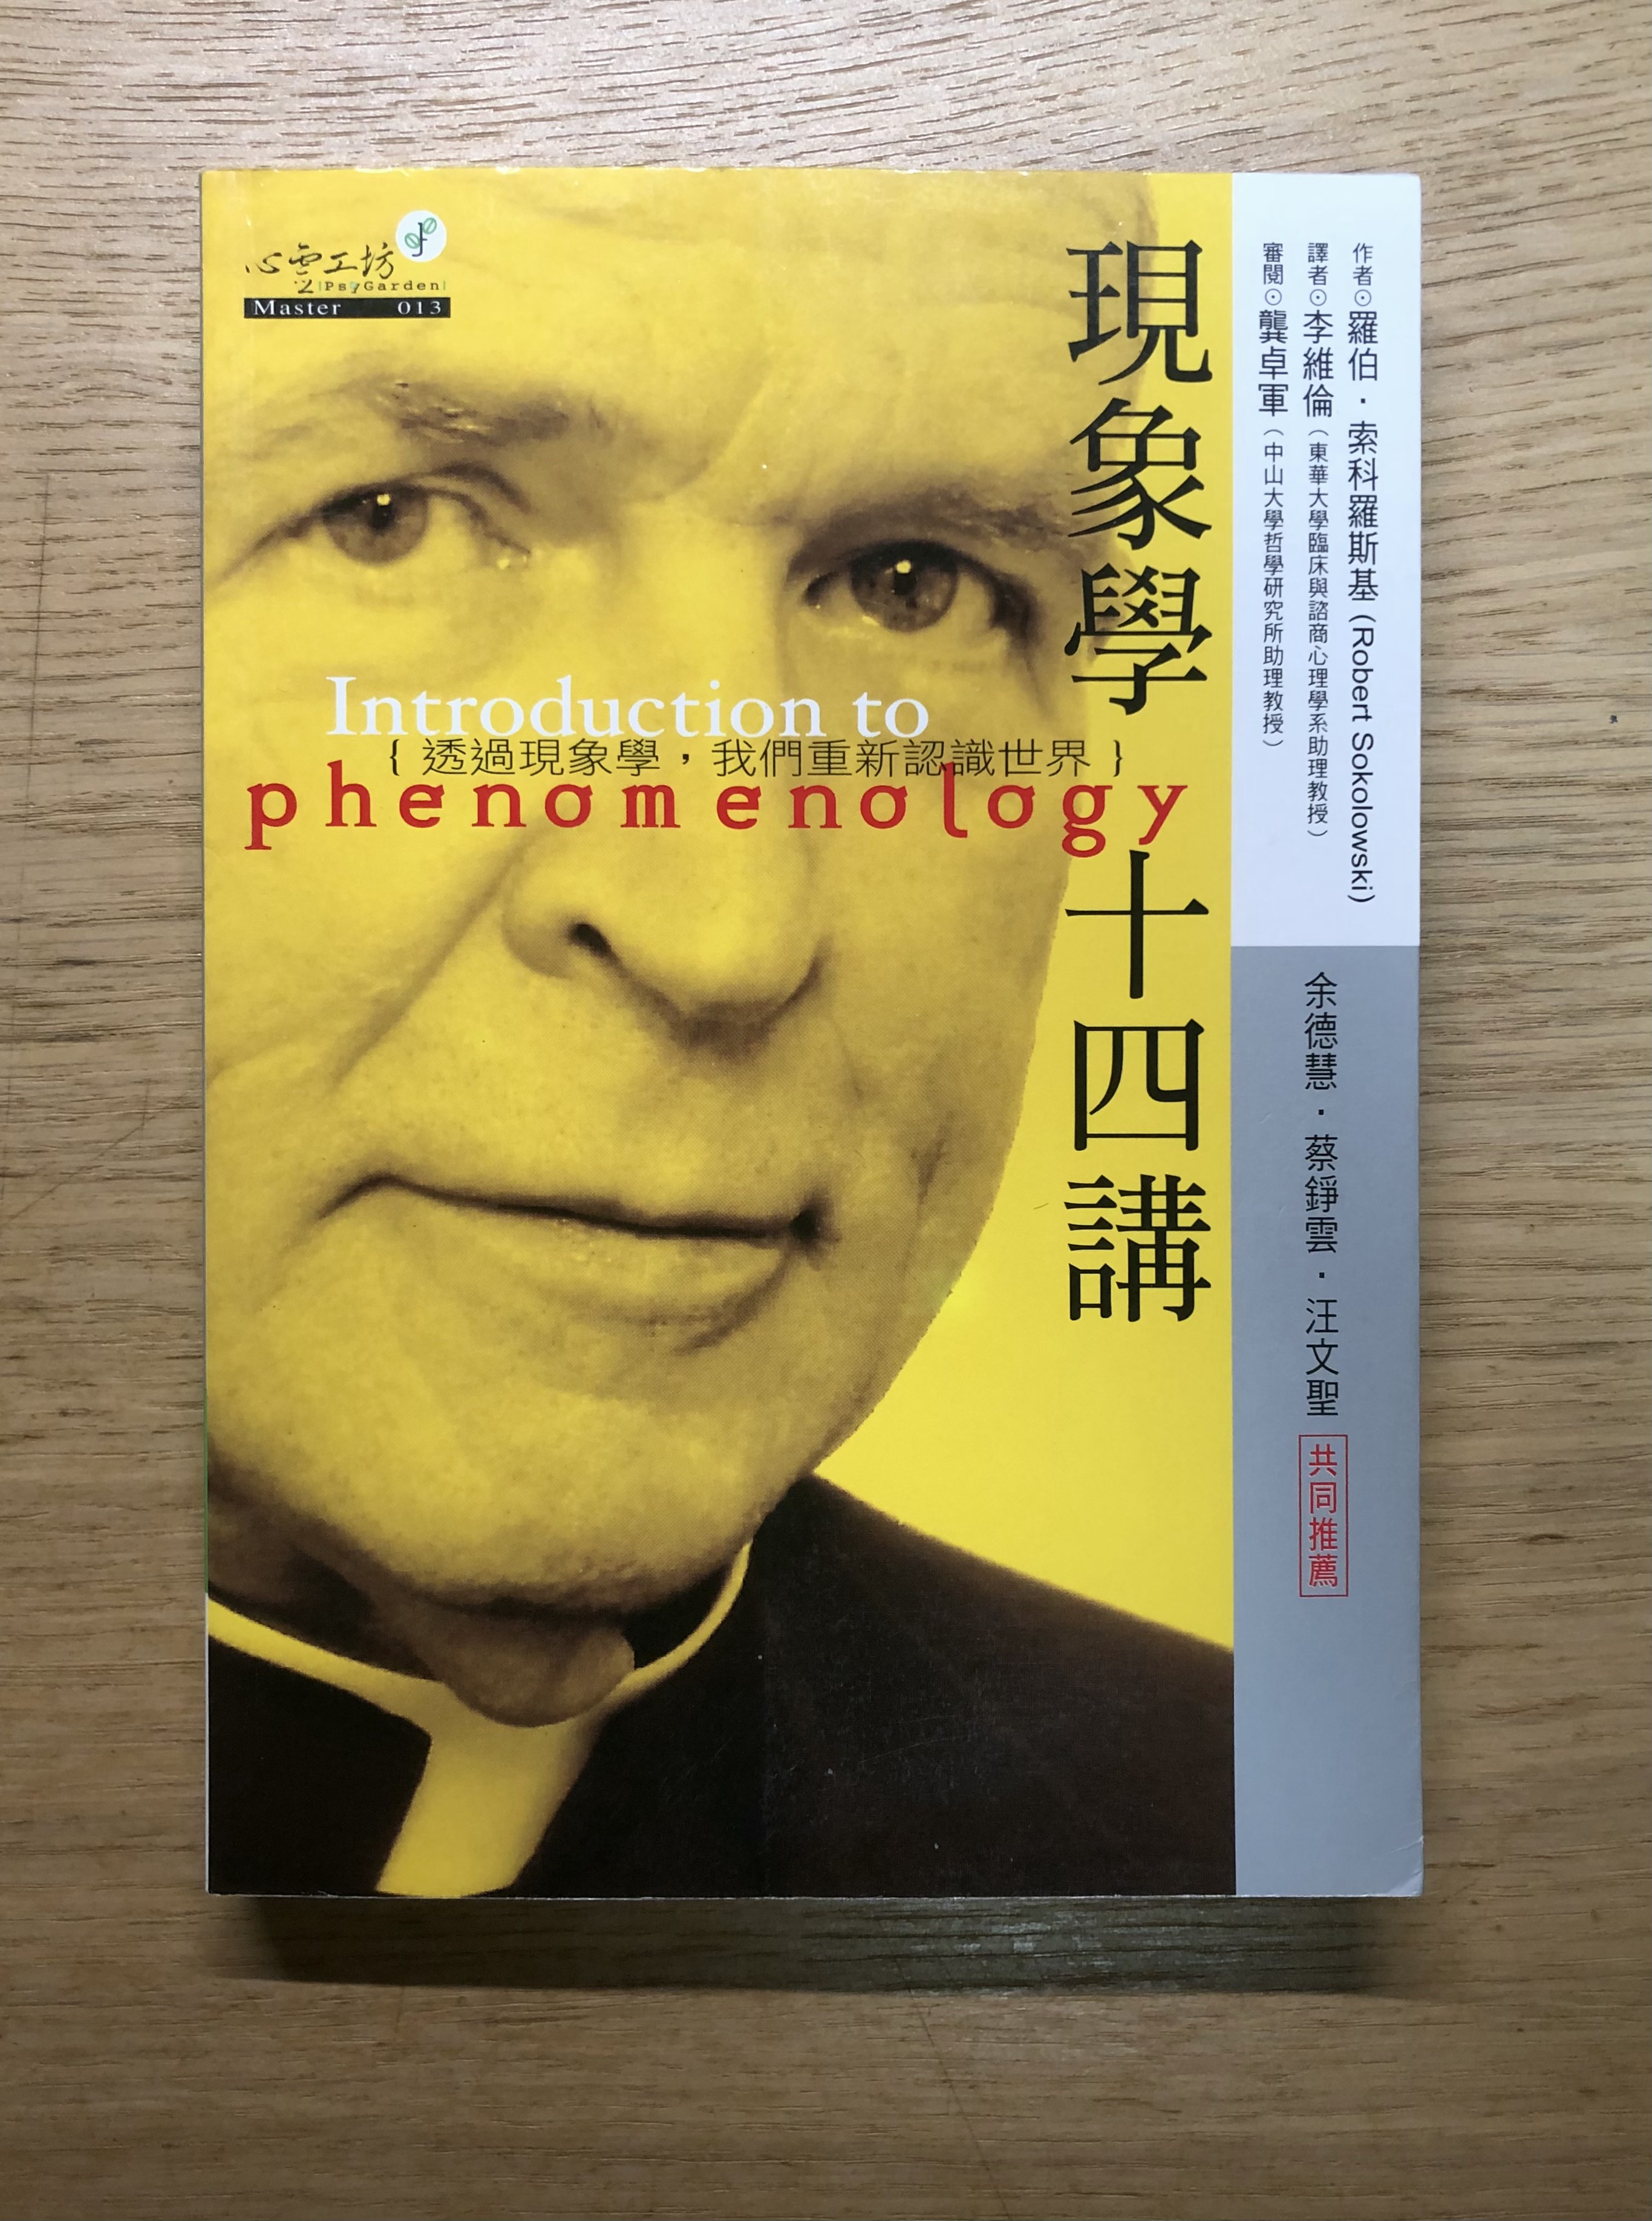 心靈工坊
|PsyGarden|
Master 013
現象學十四講
Introduction to
{ 透過現象學，我們重新認識世界 }
phenomenology
作者⊙羅伯．索科羅斯基 (Robert Sokolowski)
譯者⊙李維倫（東華大學臨床與諮商心理學系助理教授）
審閱⊙龔卓軍（中山大學哲學研究所助理教授）
余德慧．蔡錚雲．汪文聖 共同推薦